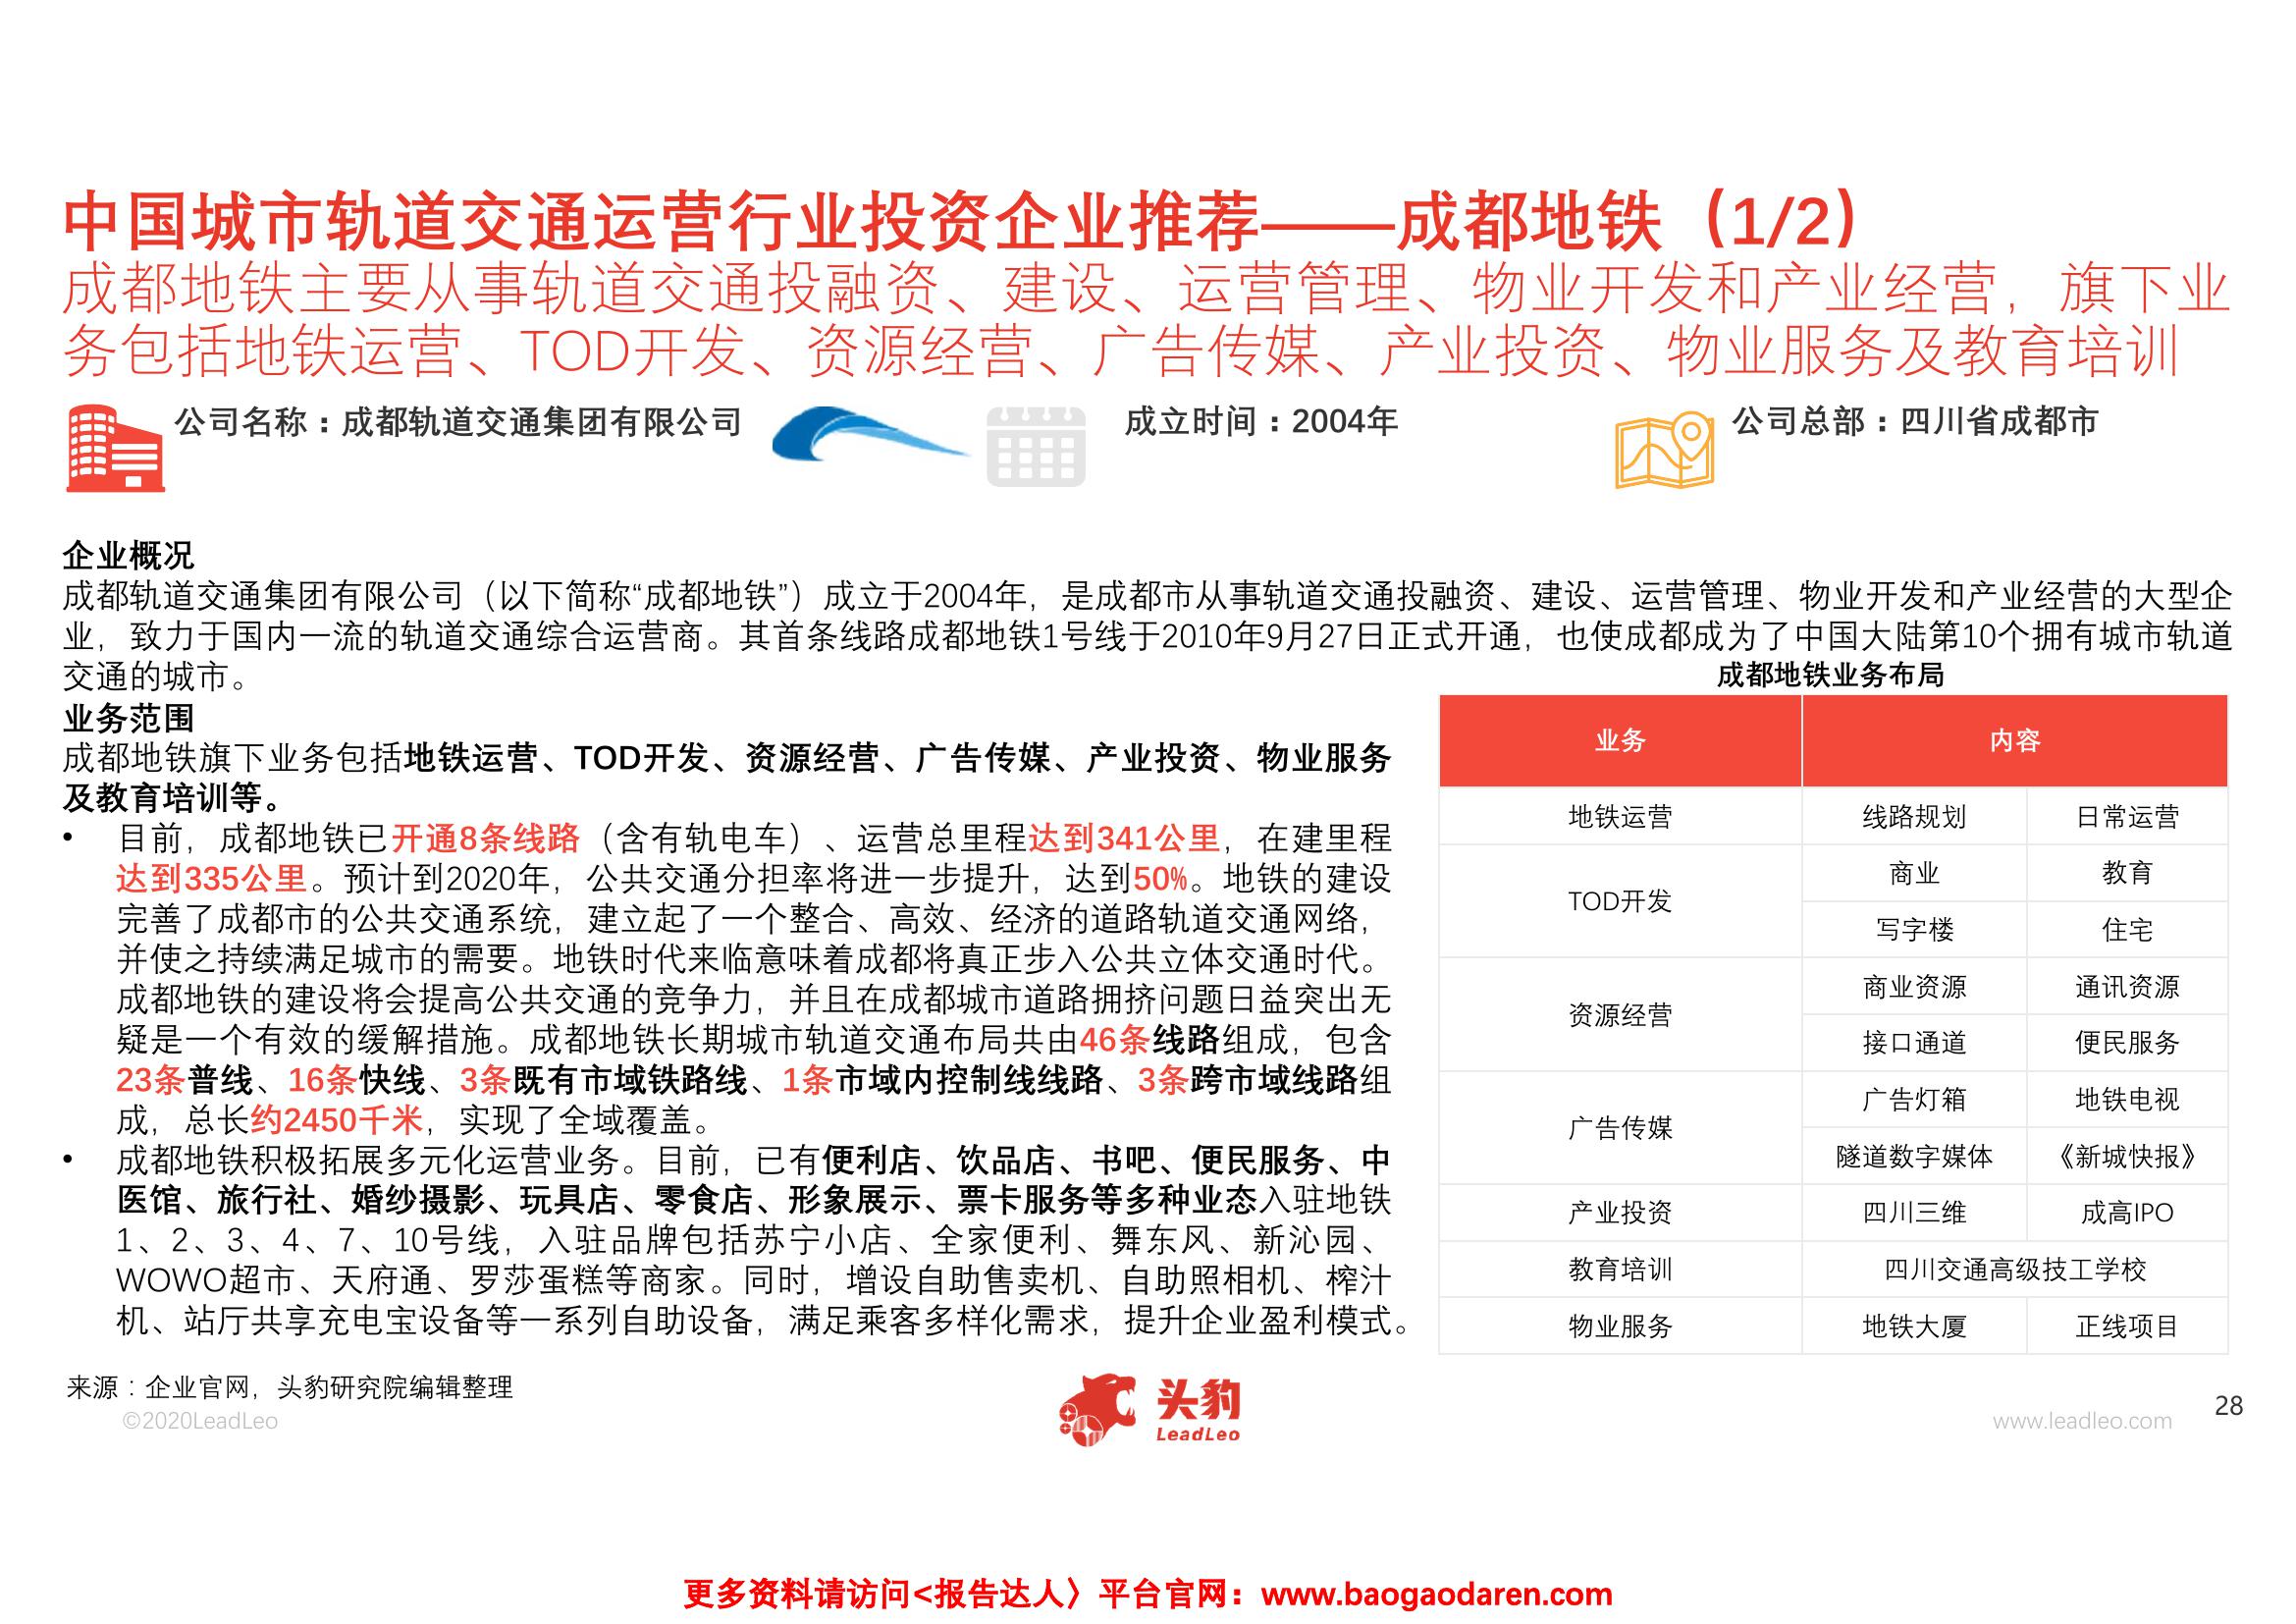 中国城市轨道交通运营行业投资企业推荐——成都地铁（1/2）
成都地铁主要从事轨道交通投融资、建设、运营管理、物业开发和产业经营，旗下业
务包括地铁运营、TOD开发、资源经营、广告传媒、产业投资、物业服务及教育培训
公司名称：成都轨道交通集团有限公司
成立时间：2004年
公司总部：四川省成都市
企业概况
成都轨道交通集团有限公司（以下简称“成都地铁”）成立于2004年，是成都市从事轨道交通投融资、建设、运营管理、物业开发和产业经营的大型企
业，致力于国内一流的轨道交通综合运营商。其首条线路成都地铁1号线于2010年9月27日正式开通，也使成都成为了中国大陆第10个拥有城市轨道
交通的城市。
业务范围
成都地铁旗下业务包括地铁运营、TOD开发、资源经营、广告传媒、产业投资、物业服务
及教育培训等。
• 目前，成都地铁已开通8条线路（含有轨电车）、运营总里程达到341公里，在建里程
达到335公里。预计到2020年，公共交通分担率将进一步提升，达到50%。地铁的建设
完善了成都市的公共交通系统，建立起了一个整合、高效、经济的道路轨道交通网络，
并使之持续满足城市的需要。地铁时代来临意味着成都将真正步入公共立体交通时代。
成都地铁的建设将会提高公共交通的竞争力，并且在成都城市道路拥挤问题日益突出无
疑是一个有效的缓解措施。成都地铁长期城市轨道交通布局共由46条线路组成，包含
23条普线、16条快线、3条既有市域铁路线、1条市域内控制线线路、3条跨市域线路组
成，总长约2450千米，实现了全域覆盖。
• 成都地铁积极拓展多元化运营业务。目前，已有便利店、饮品店、书吧、便民服务、中
医馆、旅行社、婚纱摄影、玩具店、零食店、形象展示、票卡服务等多种业态入驻地铁
1、2、3、4、7、10号线，入驻品牌包括苏宁小店、全家便利、舞东风、新沁园、
WOWO超市、天府通、罗莎蛋糕等商家。同时，增设自助售卖机、自助照相机、榨汁
机、站厅共享充电宝设备等一系列自助设备，满足乘客多样化需求，提升企业盈利模式。
成都地铁业务布局
业务 内容
地铁运营 线路规划 日常运营
TOD开发 商业 教育
写字楼 住宅
资源经营 商业资源 通讯资源
接口通道 便民服务
广告传媒 广告灯箱 地铁电视
隧道数字媒体 《新城快报》
产业投资 四川三维 成高IPO
教育培训 四川交通高级技工学校
物业服务 地铁大厦 正线项目
来源：企业官网，头豹研究院编辑整理
©2020LeadLeo
头豹
LeadLeo
www.leadleo.com
28
更多资料请访问<报告达人〉平台官网：www.baogaodaren.com